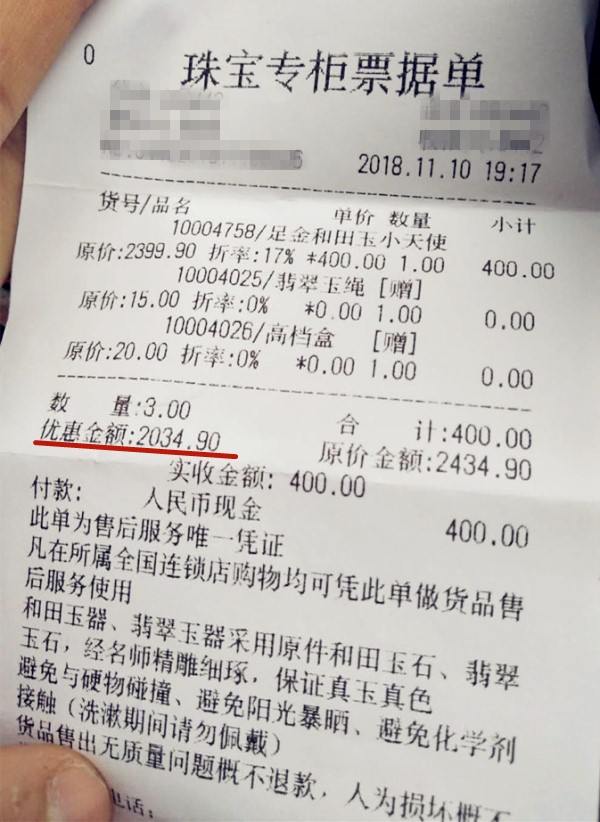 0
珠宝专柜票据单
2018.11.10 19:17
货号/品名 单价 数量 小计
10004758/足金和田玉小天使
原价:2399.90 折率:17% *400.00 1.00 400.00
10004025/翡翠玉绳 [赠]
原价:15.00 折率:0% *0.00 1.00 0.00
10004026/高档盒 [赠]
原价:20.00 折率:0% *0.00 1.00 0.00
数 量:3.00 合 计:400.00
优惠金额:2034.90 原价金额:2434.90
实收金额: 400.00
付款: 人民币现金 400.00
此单为售后服务唯一凭证
凡在所属全国连锁店购物均可凭此单做货品售
后服务使用
和田玉器、翡翠玉器采用原件和田玉石、翡翠
玉石，经名师精雕细琢，保证真玉真色
避免与硬物碰撞、避免阳光暴晒、避免化学剂
接触(洗漱期间请勿佩戴)
货品售出无质量问题概不退款，人为损坏概不
电话: